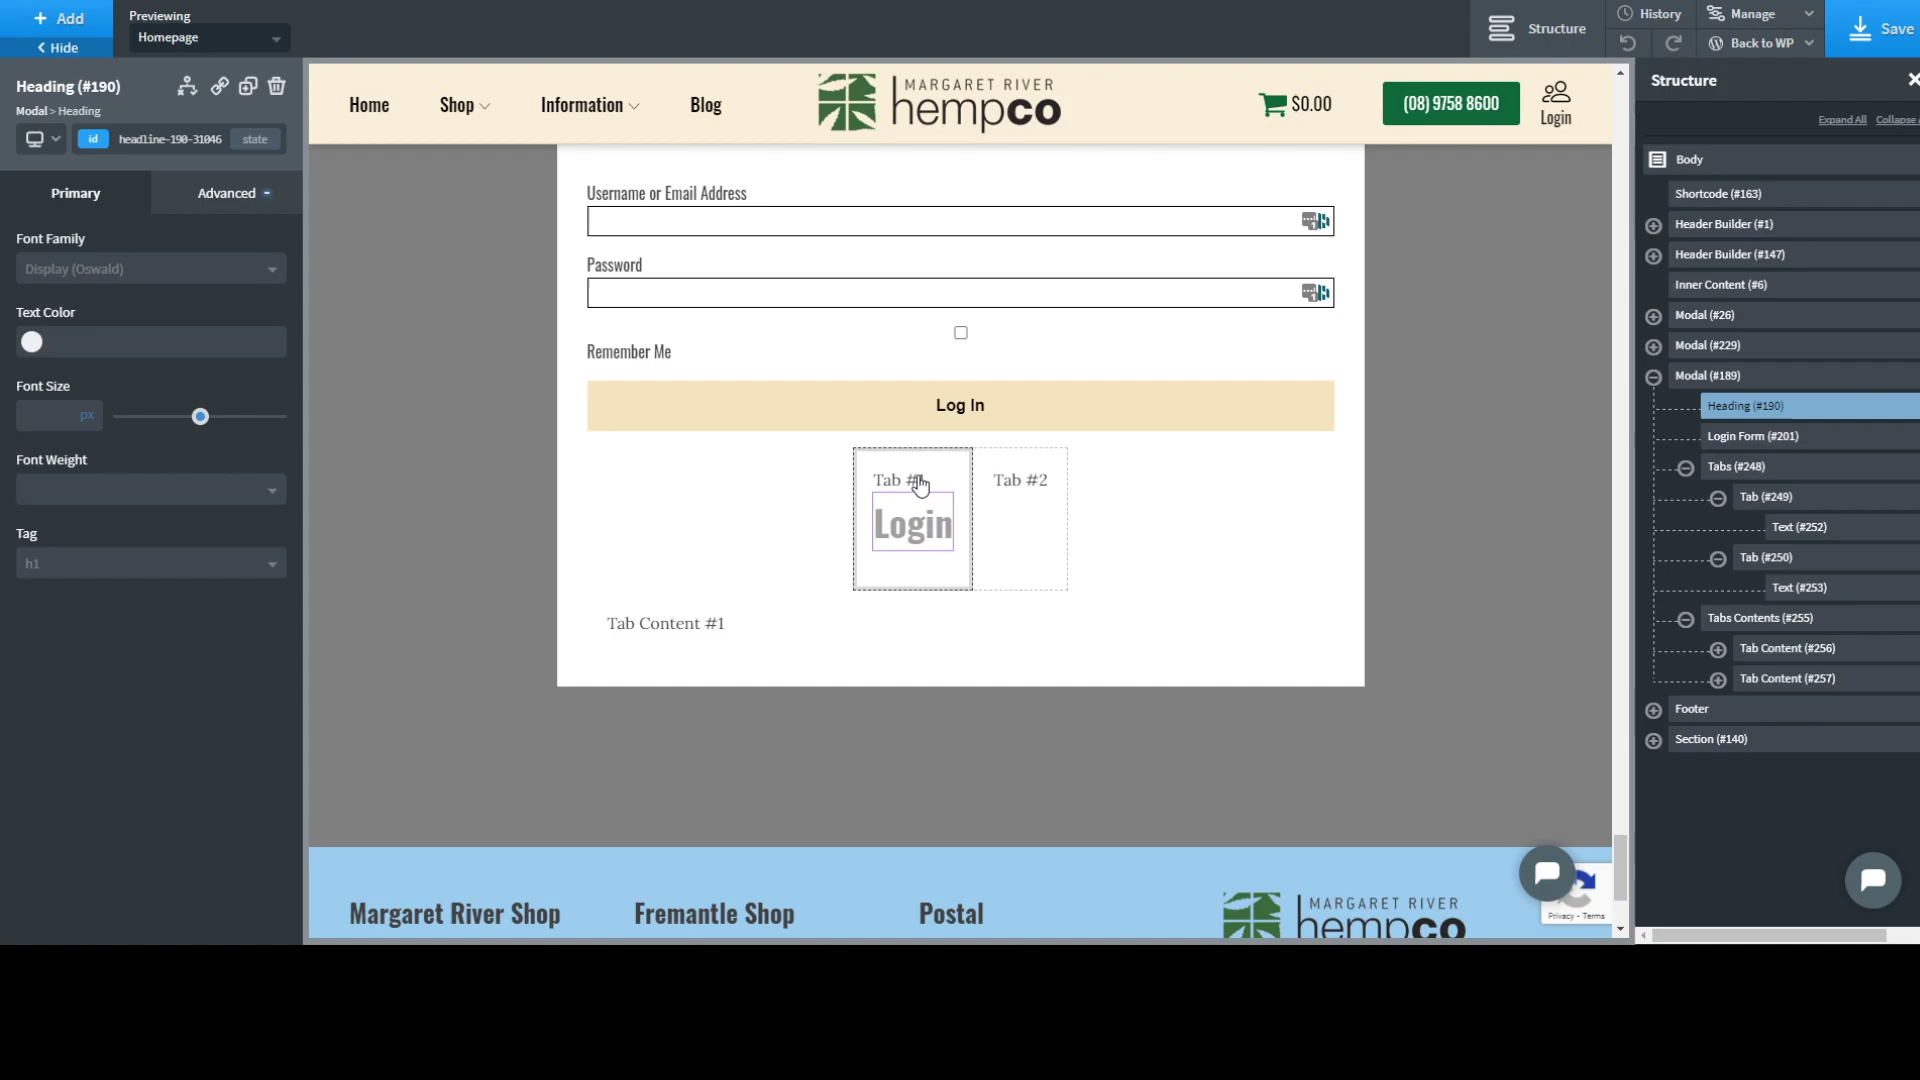 + Add
Hide
Previewing
Homepage
Structure
History
Manage
Back to WP
Save
Heading (#190)
Modal > Heading
id
headline-190-31046
state
Primary
Advanced
Font Family
Display (Oswald)
Text Color
Font Size
px
Font Weight
Tag
h1
Home
Shop
Information
Blog
MARGARET RIVER
hempco
$0.00
(08) 9758 8600
Login
Username or Email Address
Password
Remember Me
Log In
Tab #
Tab #2
Login
Tab Content #1
Margaret River Shop
Fremantle Shop
Postal
MARGARET RIVER
hempco
Privacy - Terms
Structure
Expand All
Collapse
Body
Shortcode (#163)
Header Builder (#1)
Header Builder (#147)
Inner Content (#6)
Modal (#26)
Modal (#229)
Modal (#189)
Heading (#190)
Login Form (#201)
Tabs (#248)
Tab (#249)
Text (#252)
Tab (#250)
Text (#253)
Tabs Contents (#255)
Tab Content (#256)
Tab Content (#257)
Footer
Section (#140)